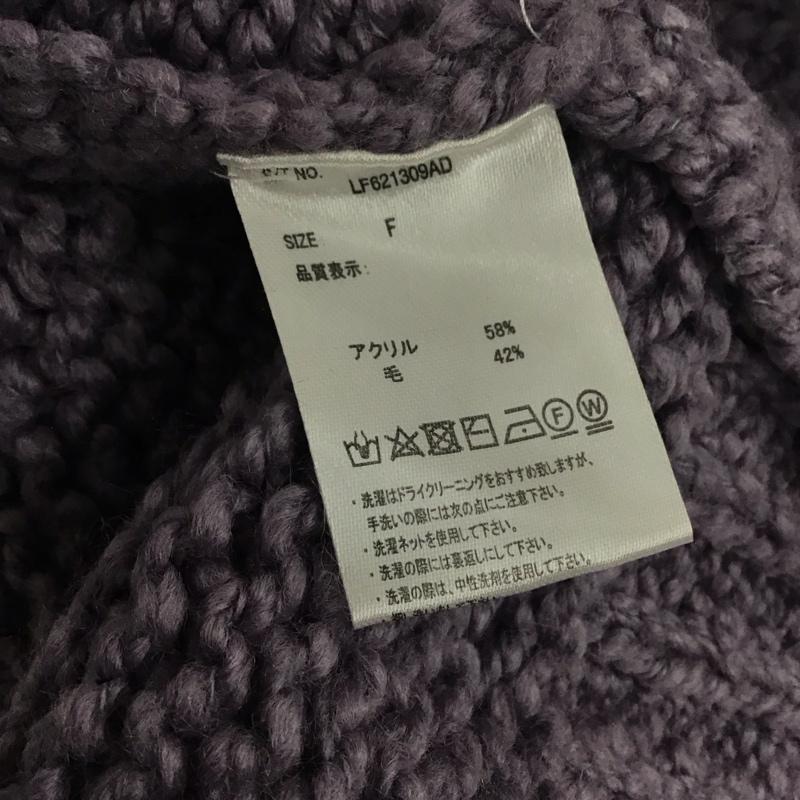 NO. LF621309AD
SIZE F
品質表示:
アクリル 58%
毛 42%
F W
・洗濯はドライクリーニングをおすすめ致しますが、
手洗いの際には次の点にご注意下さい。
・洗濯ネットを使用して下さい。
・洗濯の際には裏返しにして下さい。
・洗濯の際は、中性洗剤を使用して下さい。